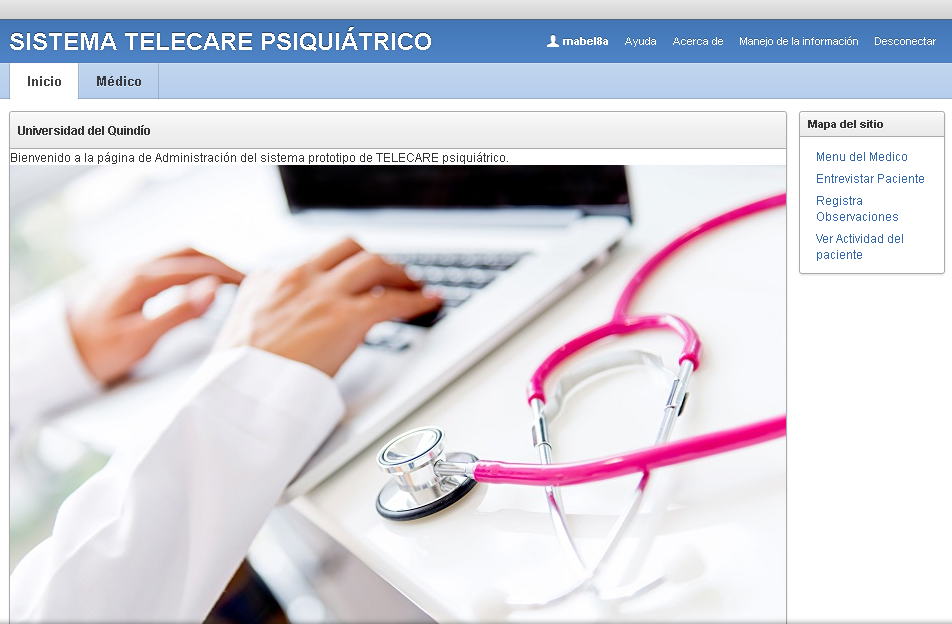 SISTEMA TELECARE PSIQUIÁTRICO
mabel8a Ayuda Acerca de Manejo de la información Desconectar
Inicio Médico
Universidad del Quindío
Bienvenido a la página de Administración del sistema prototipo de TELECARE psiquiátrico.
Mapa del sitio
Menu del Medico
Entrevistar Paciente
Registra
Observaciones
Ver Actividad del
paciente